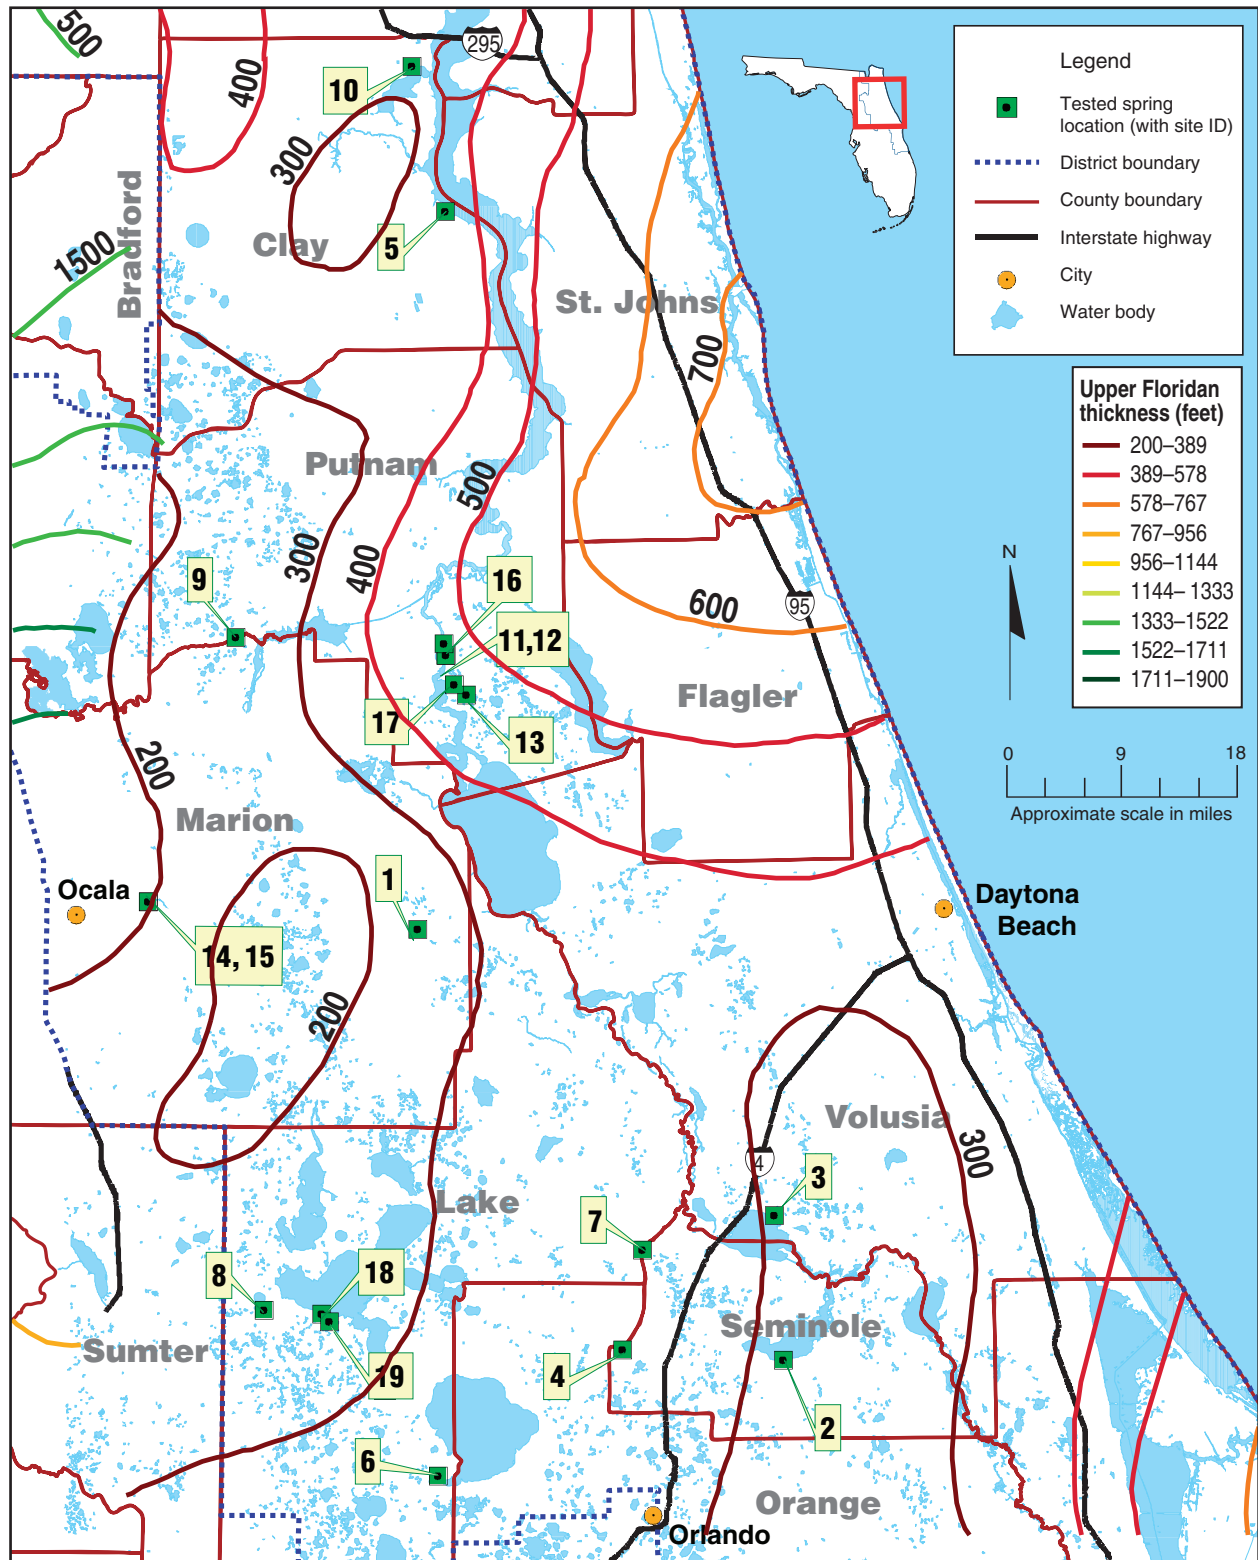 500
400
295
10
300
Bradford
Clay
5
1500
St. Johns
700
Putnam
500
300
400
9
16
11,12
600
95
Flagler
17
13
200
Marion
Ocala
1
14, 15
200
Daytona
Beach
Volusia
300
4
3
Lake
7
8
18
Sumter
19
Seminole
4
2
6
Orange
Orlando
Legend
Tested spring
location (with site ID)
District boundary
County boundary
Interstate highway
City
Water body
Upper Floridan
thickness (feet)
200–389
389–578
578–767
767–956
956–1144
1144– 1333
1333–1522
1522–1711
1711–1900
N
0 9 18
Approximate scale in miles